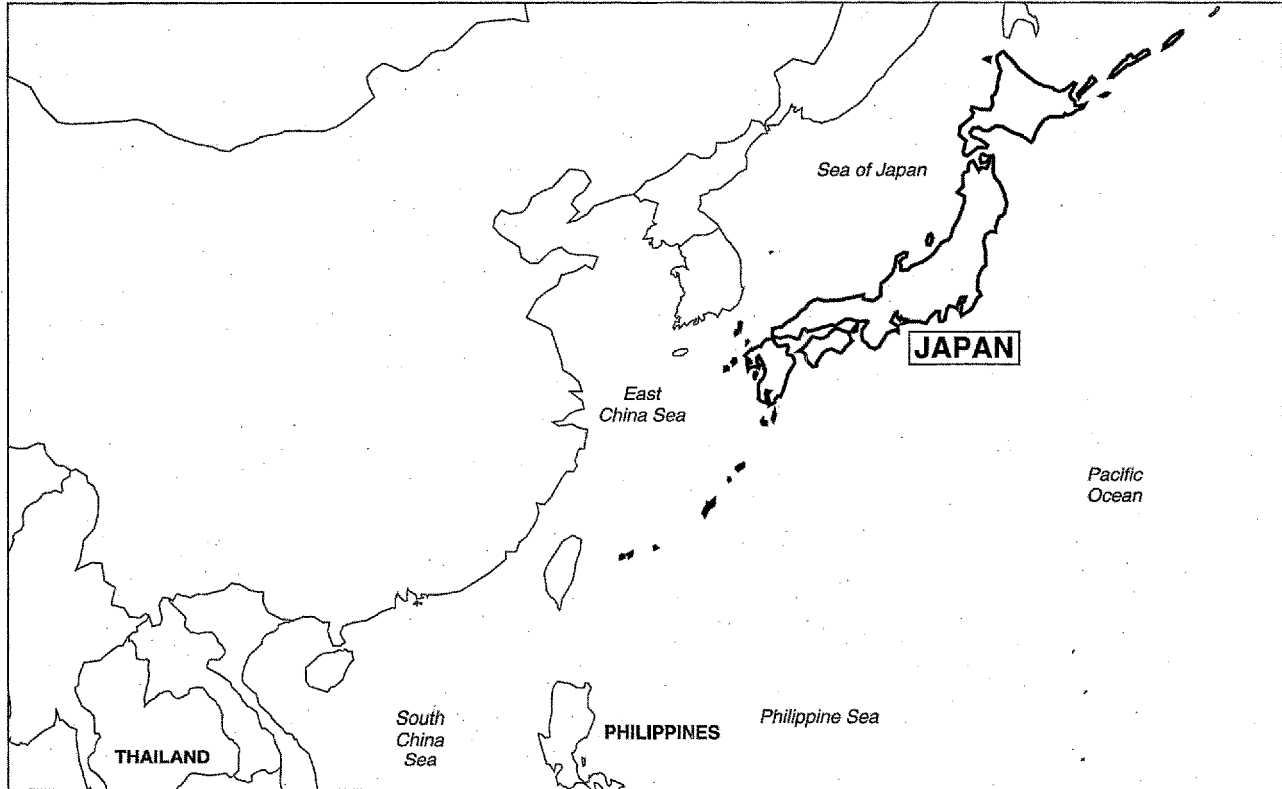 Sea of Japan
JAPAN
East
China Sea
Pacific
Ocean
South
China
Sea
PHILIPPINES
Philippine Sea
THAILAND